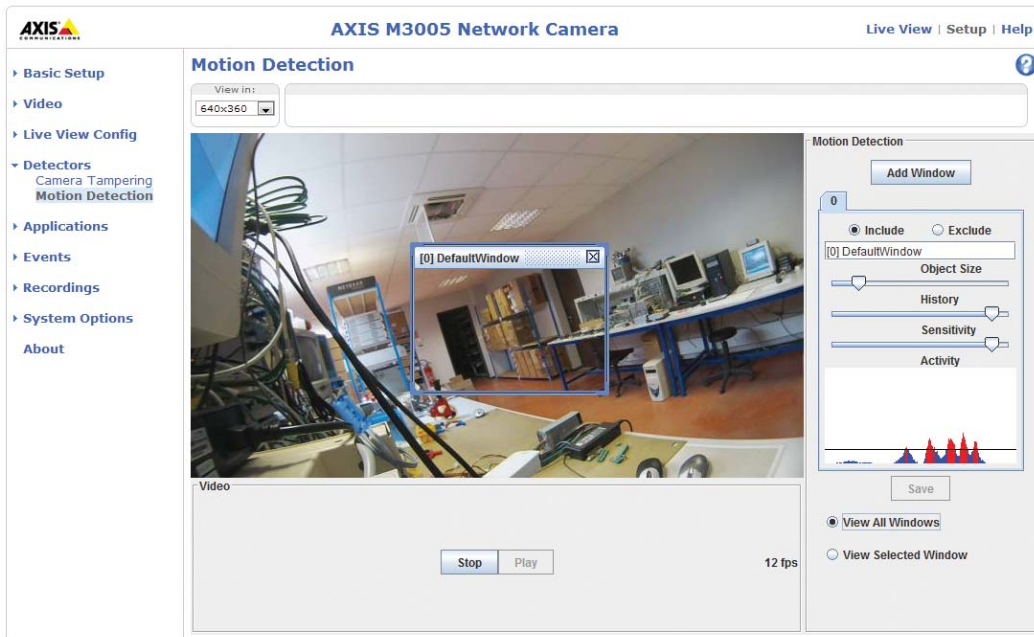 AXIS
COMMUNICATIONS
AXIS M3005 Network Camera
Live View | Setup | Help
Basic Setup
Video
Live View Config
Detectors
Camera Tampering
Motion Detection
Applications
Events
Recordings
System Options
About
Motion Detection
?
View in:
640x360
[0] DefaultWindow
NETGEAR
Video
Stop
Play
12 fps
Motion Detection
Add Window
0
Include
Exclude
[0] DefaultWindow
Object Size
History
Sensitivity
Activity
Save
View All Windows
View Selected Window